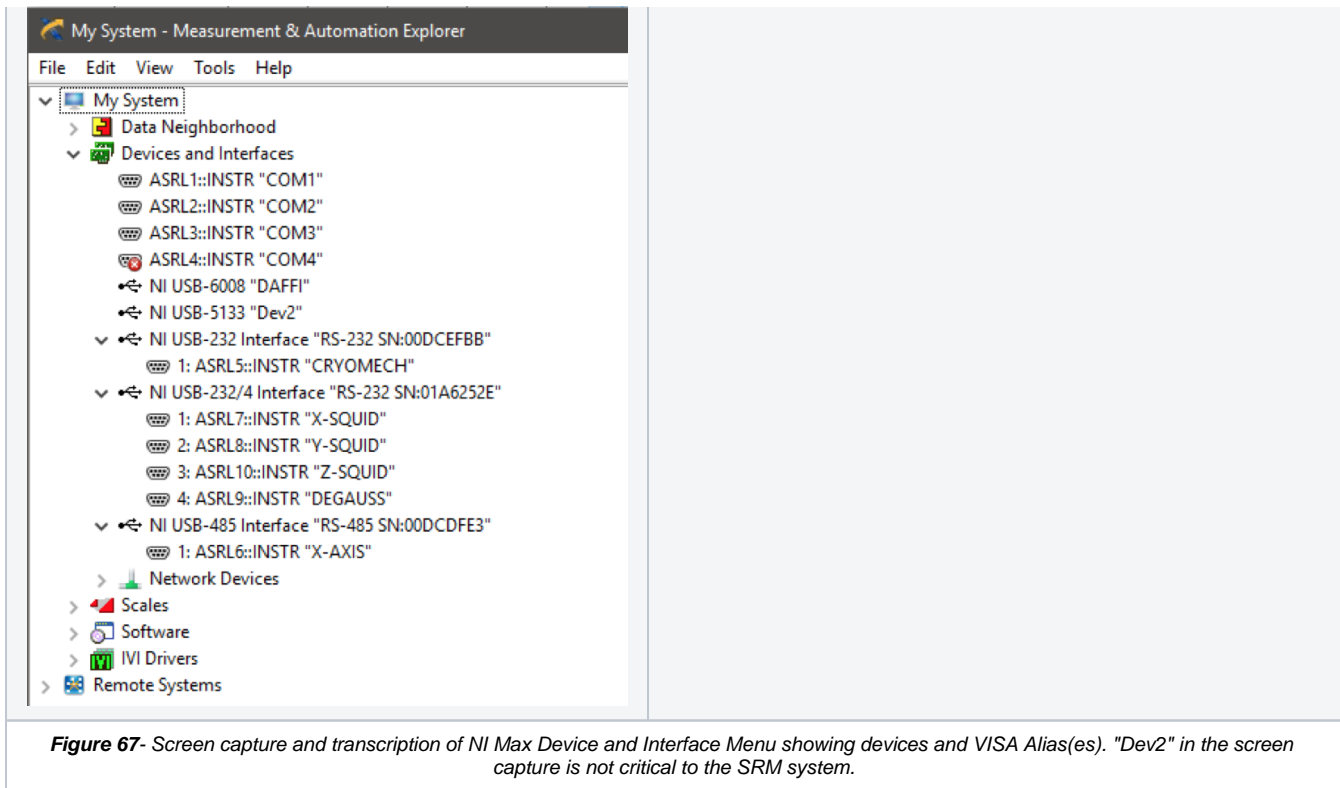 My System - Measurement & Automation Explorer
File Edit View Tools Help
My System
Data Neighborhood
Devices and Interfaces
ASRL1::INSTR "COM1"
ASRL2::INSTR "COM2"
ASRL3::INSTR "COM3"
ASRL4::INSTR "COM4"
NI USB-6008 "DAFFI"
NI USB-5133 "Dev2"
NI USB-232 Interface "RS-232 SN:00DCEFBB"
1: ASRL5::INSTR "CRYOMECH"
NI USB-232/4 Interface "RS-232 SN:01A6252E"
1: ASRL7::INSTR "X-SQUID"
2: ASRL8::INSTR "Y-SQUID"
3: ASRL10::INSTR "Z-SQUID"
4: ASRL9::INSTR "DEGAUSS"
NI USB-485 Interface "RS-485 SN:00DCDFE3"
1: ASRL6::INSTR "X-AXIS"
Network Devices
Scales
Software
IVI Drivers
Remote Systems
Figure 67- Screen capture and transcription of NI Max Device and Interface Menu showing devices and VISA Alias(es). "Dev2" in the screen
capture is not critical to the SRM system.